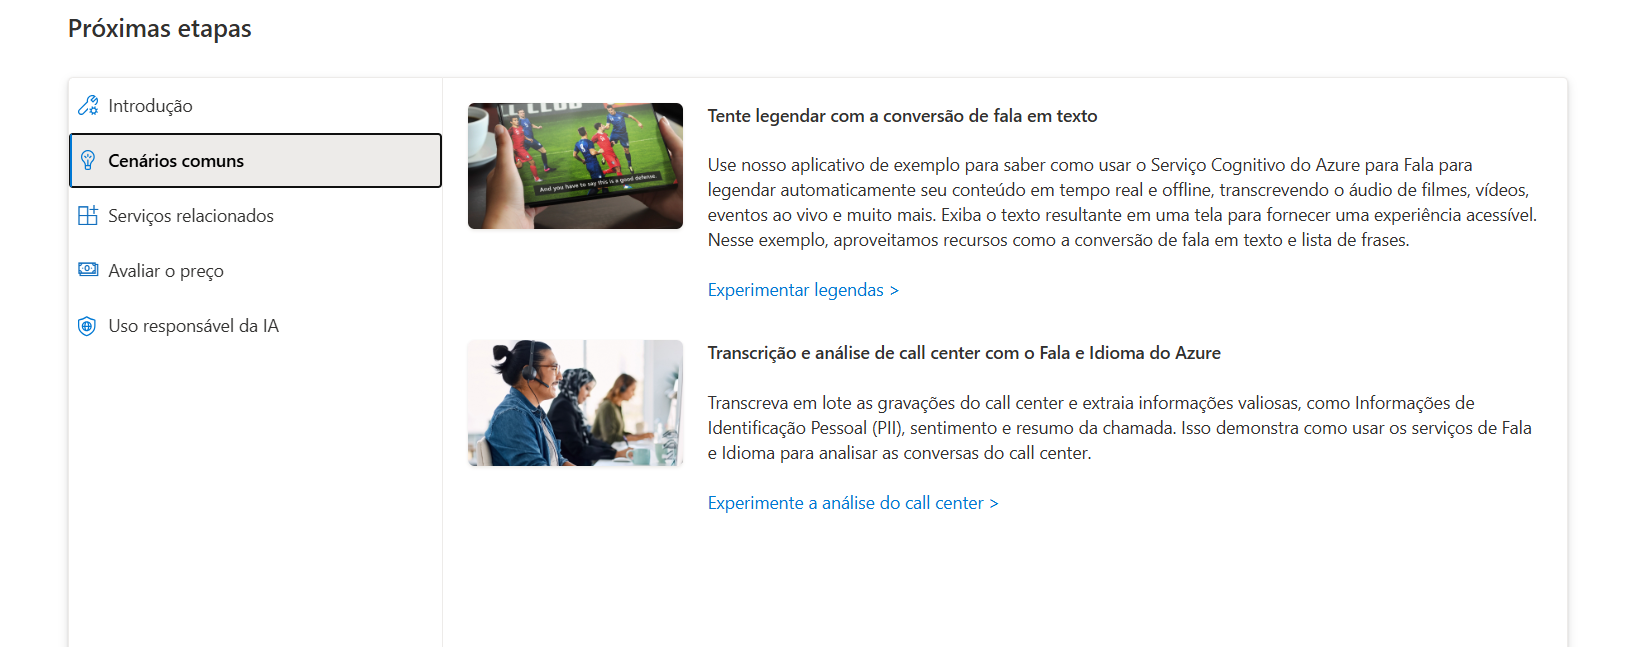 Próximas etapas
Introdução
Cenários comuns
Serviços relacionados
Avaliar o preço
Uso responsável da IA
And you have to say this is a good defense.
Tente legendar com a conversão de fala em texto
Use nosso aplicativo de exemplo para saber como usar o Serviço Cognitivo do Azure para Fala para
legendar automaticamente seu conteúdo em tempo real e offline, transcrevendo o áudio de filmes, vídeos,
eventos ao vivo e muito mais. Exiba o texto resultante em uma tela para fornecer uma experiência acessível.
Nesse exemplo, aproveitamos recursos como a conversão de fala em texto e lista de frases.
Experimentar legendas >
Transcrição e análise de call center com o Fala e Idioma do Azure
Transcreva em lote as gravações do call center e extraia informações valiosas, como Informações de
Identificação Pessoal (PII), sentimento e resumo da chamada. Isso demonstra como usar os serviços de Fala
e Idioma para analisar as conversas do call center.
Experimente a análise do call center >